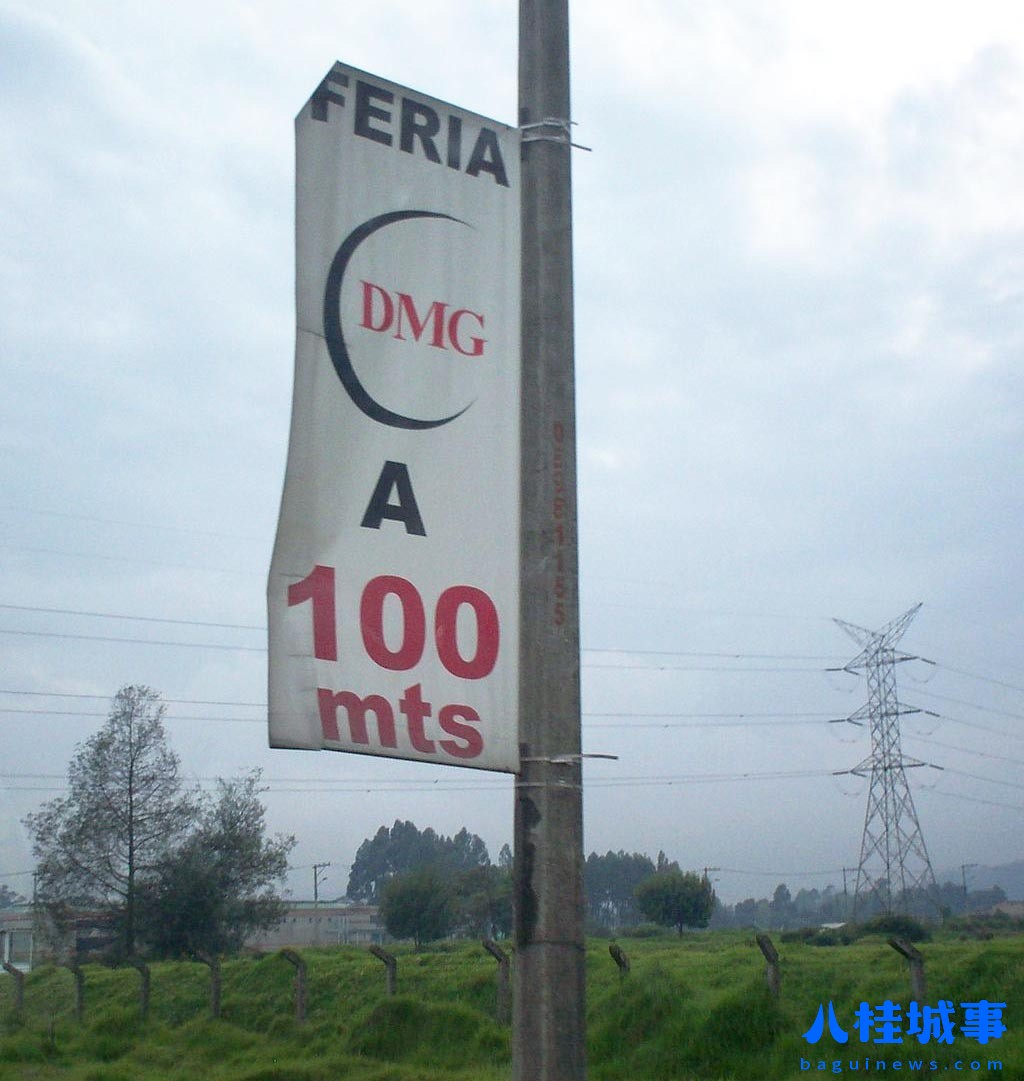 FERIA
DMG
A
100
mts
八桂城事
baguinews.com